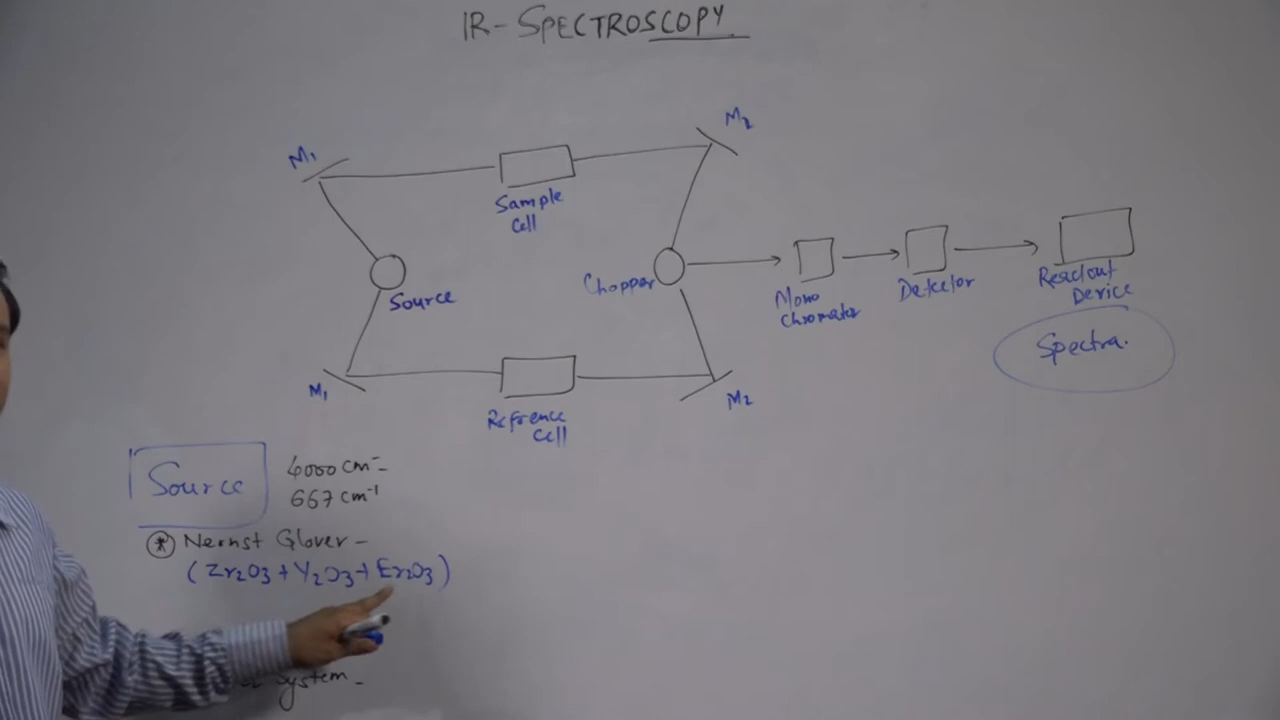 IR - SPECTROSCOPY
M1
M2
Sample
Cell
Source
Chopper
Mono
Chromator
Detector
Readout
Device
Spectra.
M1
Refrence
Cell
M2
Source
4000 cm-
667 cm-1
* Nernst Glover -
(Zr2O3 + Y2O3 + Er2O3)
System -